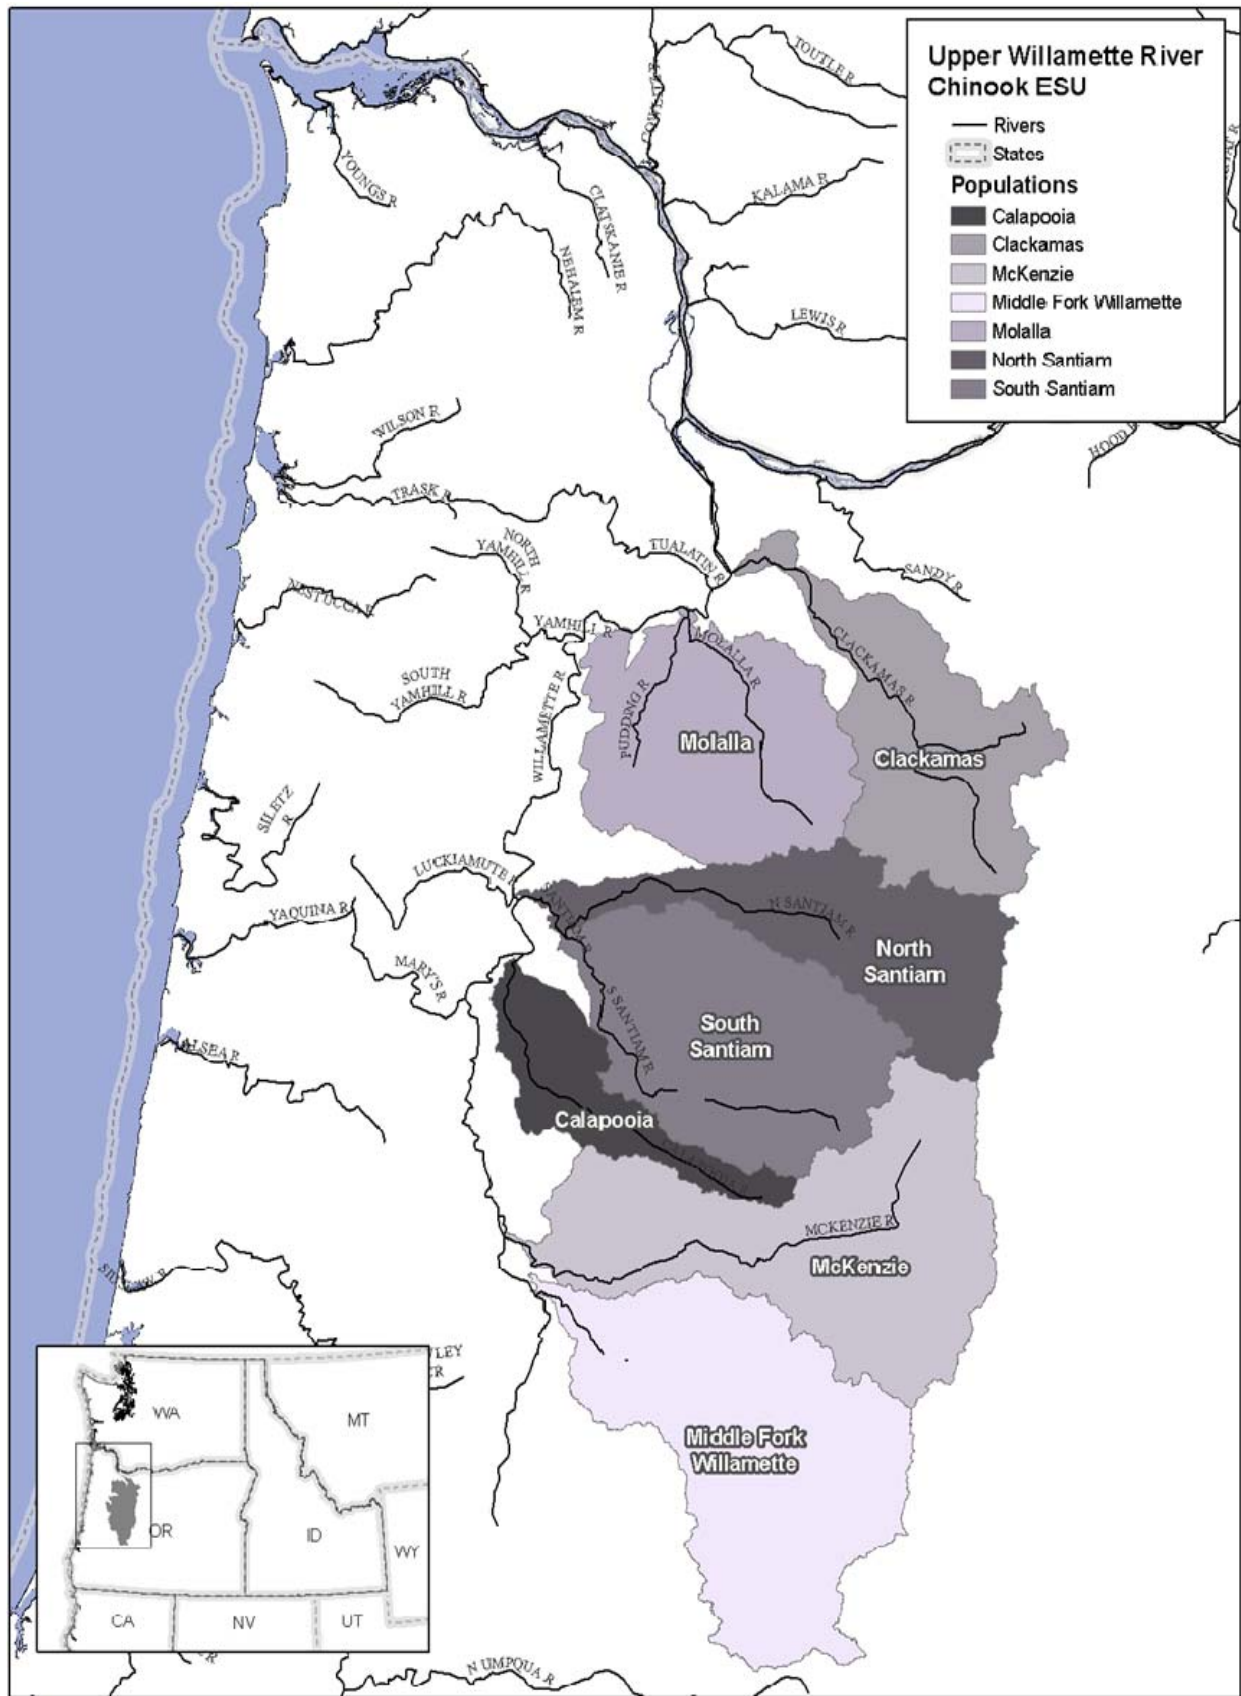 Upper Willamette River
Chinook ESU
Rivers
States
Populations
Calapooia
Clackamas
McKenzie
Middle Fork Willamette
Molalla
North Santiam
South Santiam
TOUTLE R
KALAMA R
LEWIS R
YOUNGS R
CLATSKANIE R
NEHALEM R
WILSON R
HOOD
TRASK R
NORTH
YAMHILL R
TUALATIN R
SANDY R
NESTUCCA R
YAMHILL R
MOLALLA R
CLACKAMAS R
SOUTH
YAMHILL R
WILLAMETTE R
PUDDING R
Molalla
Clackamas
SILETZ
R
LUCKIAMUTE R
SANTIAM R
N SANTIAM R
YAQUINA R
North
Santiam
MARY'S R
S SANTIAM R
South
Santiam
ALSEA R
Calapooia
MCKENZIE R
McKenzie
Middle Fork
Willamette
WA
MT
OR
ID
WY
CA
NV
UT
N UMPQUA R